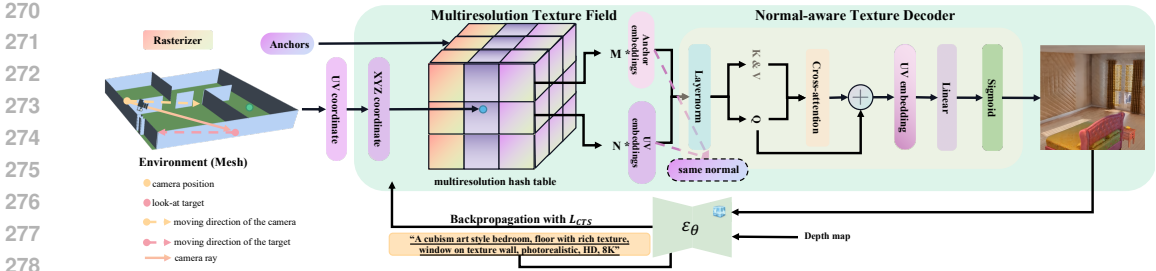 270
271
272
273
274
275
276
277
278
Multiresolution Texture Field
Normal-aware Texture Decoder
Rasterizer
Anchors
UV coordinate
XYZ coordinate
M *
Anchor embeddings
N *
UV embeddings
Layernorm
K & V
Q
Cross-attention
UV embedding
Linear
Sigmoid
same normal
multiresolution hash table
Environment (Mesh)
camera position
look-at target
moving direction of the camera
moving direction of the target
camera ray
Backpropagation with L_CTS
“A cubism art style bedroom, floor with rich texture,
window on texture wall, photorealistic, HD, 8K”
ε_θ
Depth map